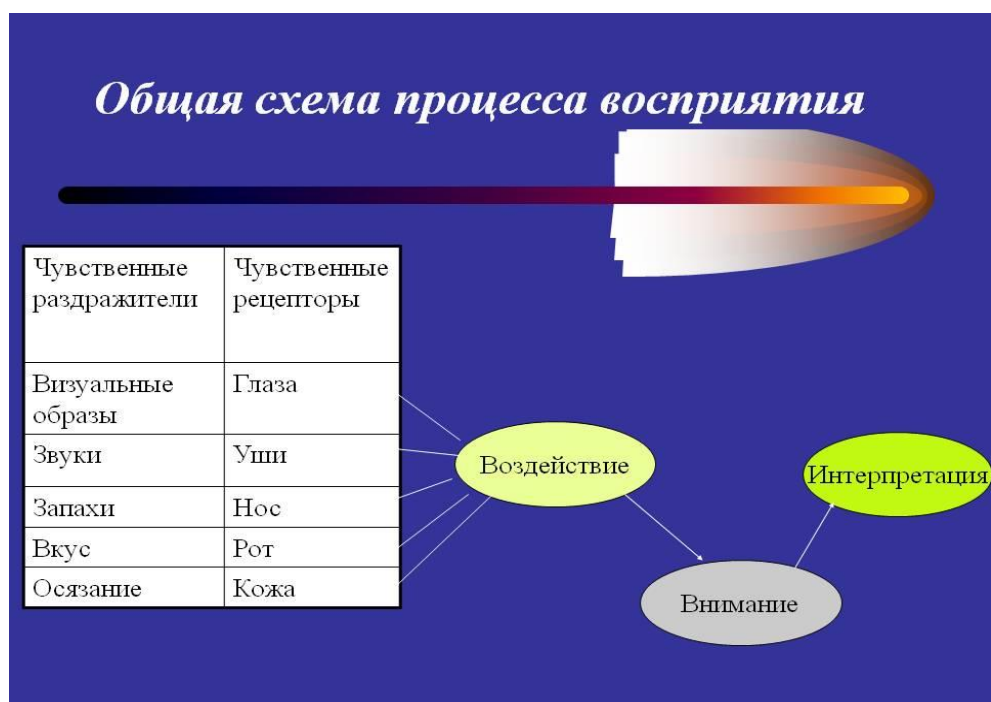 Общая схема процесса восприятия
Чувственные
раздражители
Чувственные
рецепторы
Визуальные
образы
Глаза
Звуки
Уши
Запахи
Нос
Вкус
Рот
Осязание
Кожа
Воздействие
Внимание
Интерпретация